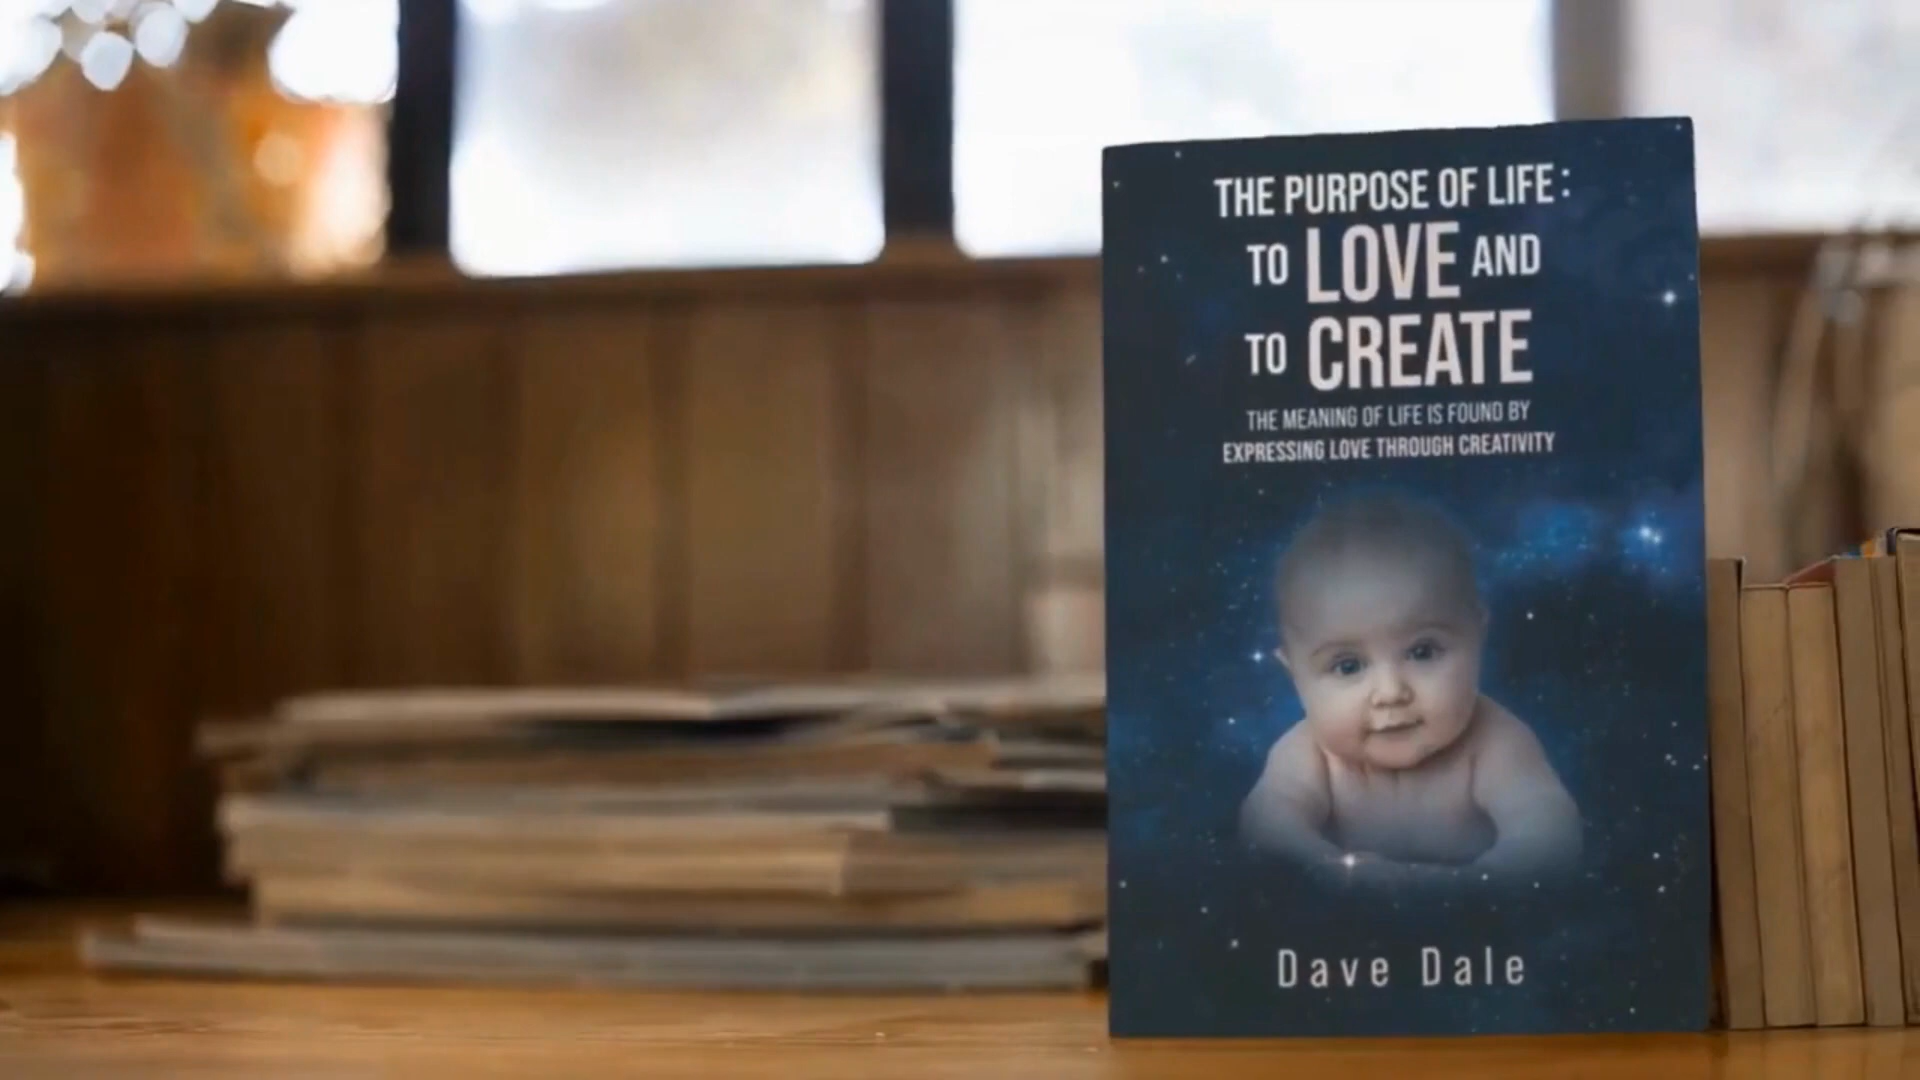 THE PURPOSE OF LIFE:
TO LOVE AND
TO CREATE
THE MEANING OF LIFE IS FOUND BY
EXPRESSING LOVE THROUGH CREATIVITY
Dave Dale